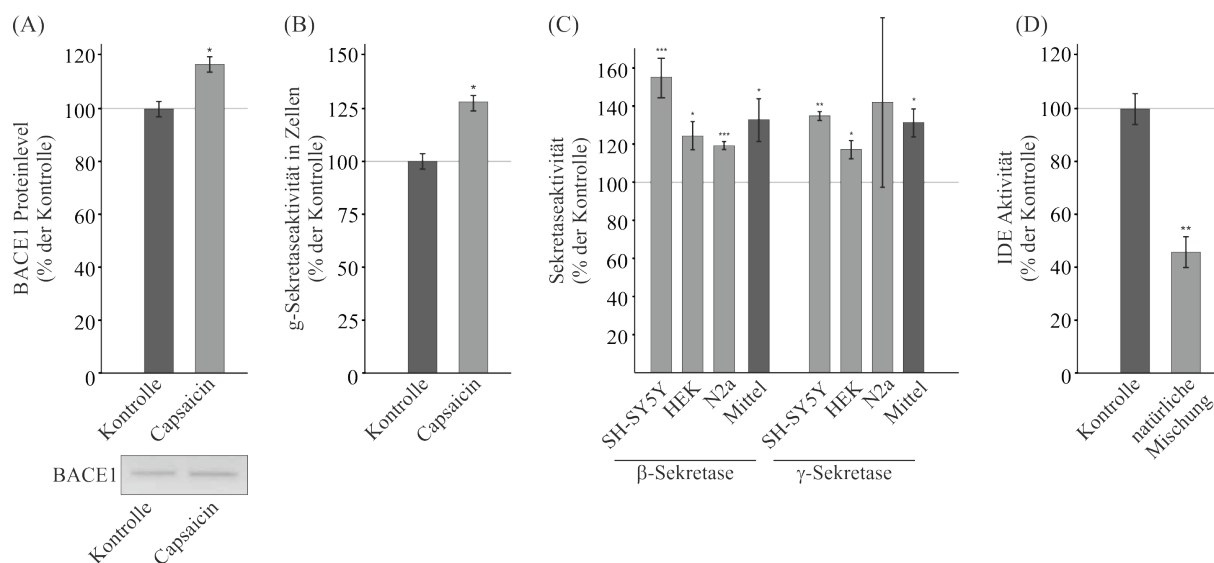 (A)
BACE1 Proteinlevel
(% der Kontrolle)
120
100
80
60
40
20
0
*
Kontrolle
Capsaicin
BACE1
Kontrolle
Capsaicin
(B)
g-Sekretaseaktivität in Zellen
(% der Kontrolle)
150
125
100
75
50
25
0
*
Kontrolle
Capsaicin
(C)
Sekretaseaktivität
(% der Kontrolle)
160
140
120
100
80
60
40
20
***
*
***
*
**
*
*
SH-SY5Y
HEK
N2a
Mittel
SH-SY5Y
HEK
N2a
Mittel
β-Sekretase
γ-Sekretase
(D)
IDE Aktivität
(% der Kontrolle)
120
100
80
60
40
20
0
**
Kontrolle
natürliche
Mischung